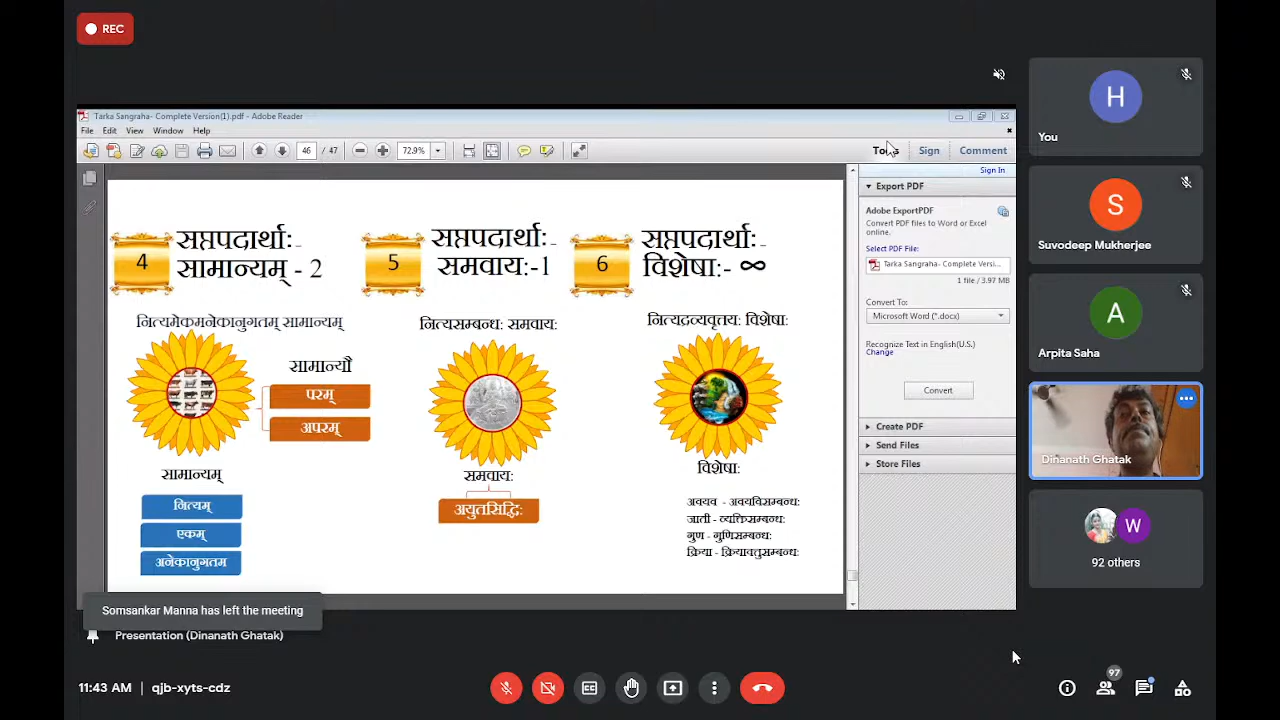 REC
Tarka Sangraha- Complete Version(1).pdf - Adobe Reader
File Edit View Window Help
46 / 47 72.9% Sign Comment
Sign In
Export PDF
Adobe ExportPDF
Convert PDF files to Word or Excel
online.
Select PDF File:
Tarka Sangraha- Complete Versi...
1 file / 3.97 MB
Convert To:
Microsoft Word (*.docx)
Recognize Text in English(U.S.)
Change
Convert
Create PDF
Send Files
Store Files
4 सप्तपदार्थाः-
सामान्यम् - 2
नित्यमेकमनेकानुगतम् सामान्यम्
सामान्यौ
परम्
अपरम्
सामान्यम्
नित्यम्
एकम्
अनेकानुगतम
5 सप्तपदार्थाः-
समवायः-1
नित्यसम्बन्धः समवायः
समवायः
अयुतसिद्धिः
6 सप्तपदार्थाः-
विशेषाः- ∞
नित्यद्रव्यवृत्तयः विशेषाः
विशेषाः
अवयव - अवयविसम्बन्धः
जाती - व्यक्तिसम्बन्धः
गुण - गुणिसम्बन्धः
क्रिया - क्रियावत्सम्बन्धः
H
You
S
Suvodeep Mukherjee
A
Arpita Saha
Dinanath Ghatak
W
92 others
Somsankar Manna has left the meeting
Presentation (Dinanath Ghatak)
11:43 AM | qjb-xyts-cdz
CC
97